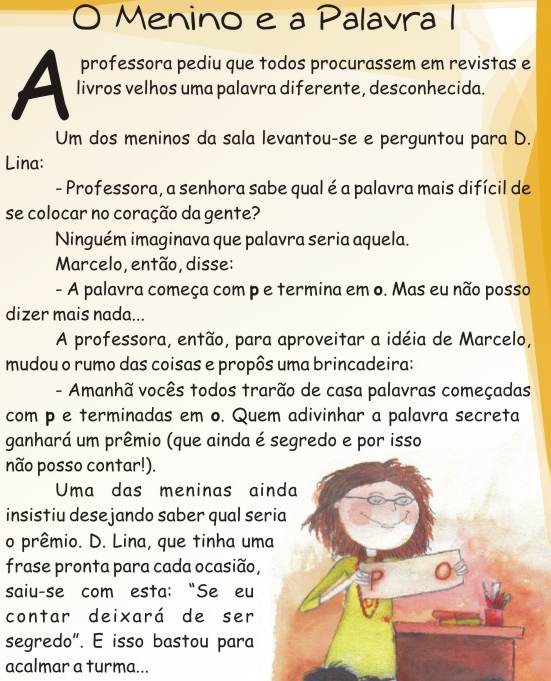 O Menino e a Palavra I
A professora pediu que todos procurassem em revistas e
livros velhos uma palavra diferente, desconhecida.
Um dos meninos da sala levantou-se e perguntou para D.
Lina:
- Professora, a senhora sabe qual é a palavra mais difícil de
se colocar no coração da gente?
Ninguém imaginava que palavra seria aquela.
Marcelo, então, disse:
- A palavra começa com p e termina em o. Mas eu não posso
dizer mais nada...
A professora, então, para aproveitar a idéia de Marcelo,
mudou o rumo das coisas e propôs uma brincadeira:
- Amanhã vocês todos trarão de casa palavras começadas
com p e terminadas em o. Quem adivinhar a palavra secreta
ganhará um prêmio (que ainda é segredo e por isso
não posso contar!).
Uma das meninas ainda
insistiu desejando saber qual seria
o prêmio. D. Lina, que tinha uma
frase pronta para cada ocasião,
saiu-se com esta: “Se eu
contar deixará de ser
segredo”. E isso bastou para
acalmar a turma...
P O